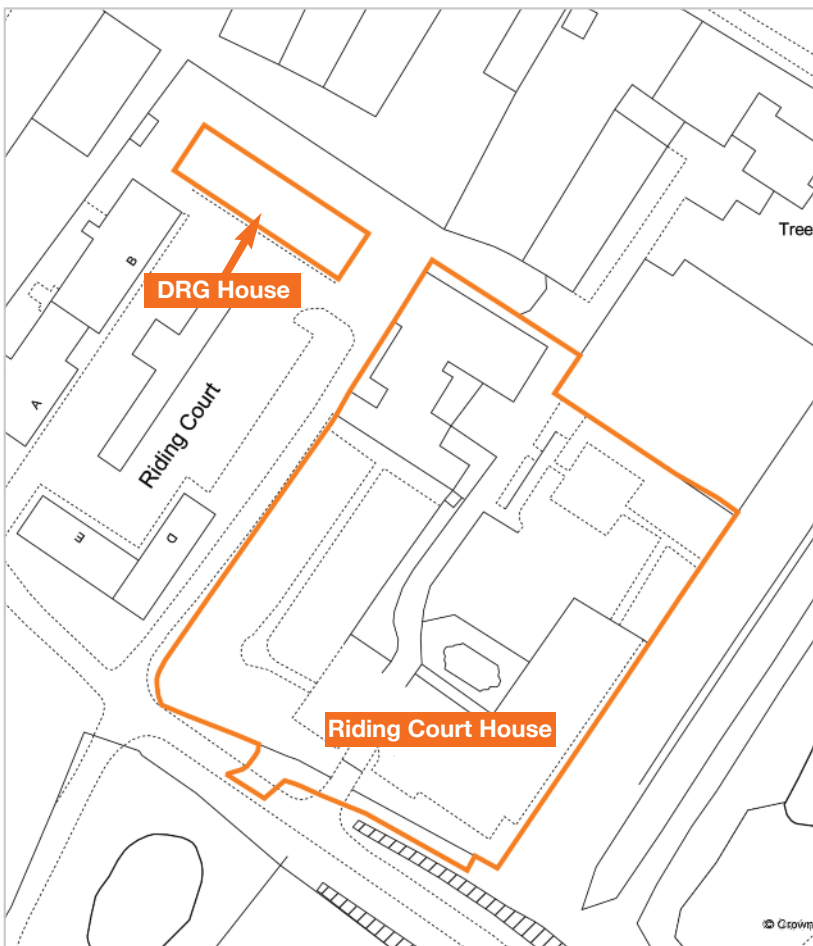 Tree
DRG House
B
A
Riding Court
E
D
Riding Court House
© Crown